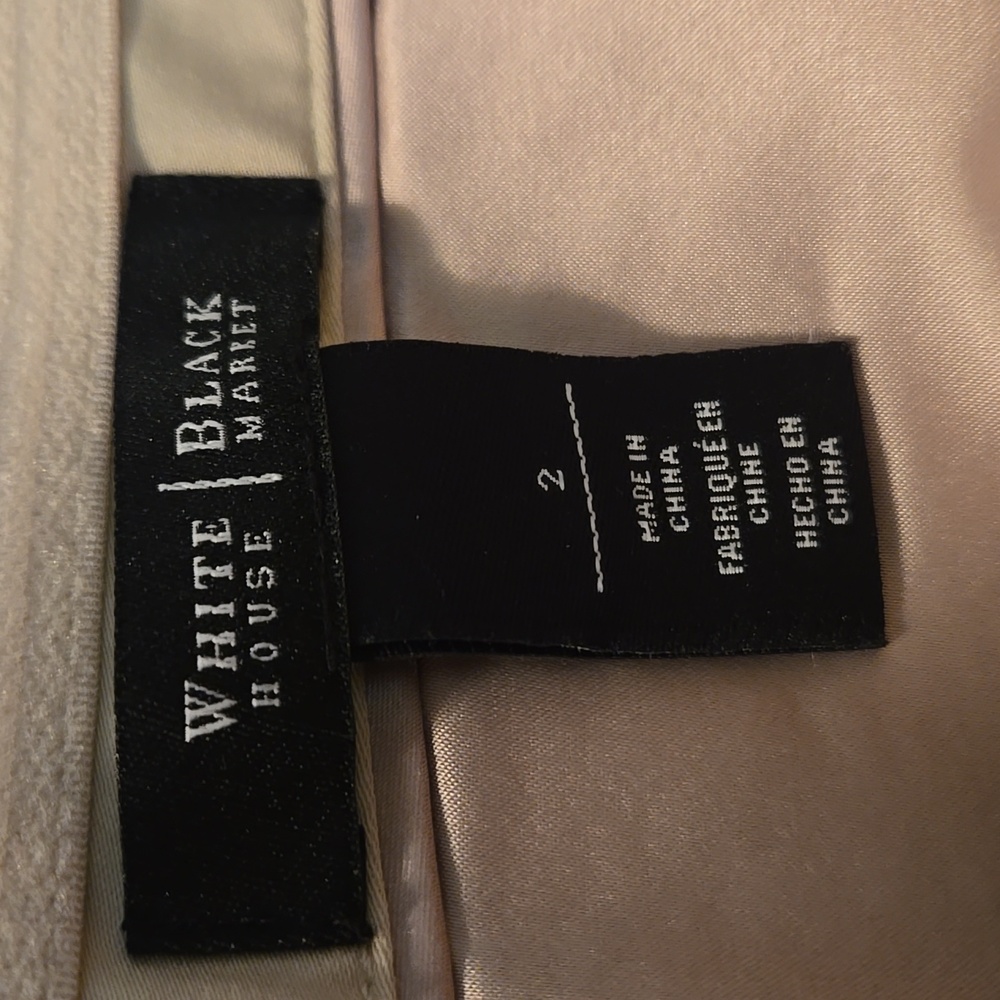 WHITE | BLACK
HOUSE MARKET
2
MADE IN
CHINA
FABRIQUÉ EN
CHINE
HECHO EN
CHINA